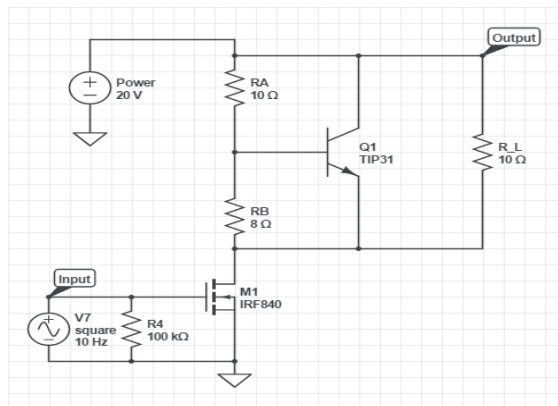 Output
Power
20 V
RA
10 Ω
Q1
TIP31
R_L
10 Ω
RB
8 Ω
Input
M1
IRF840
V7
square
10 Hz
R4
100 kΩ